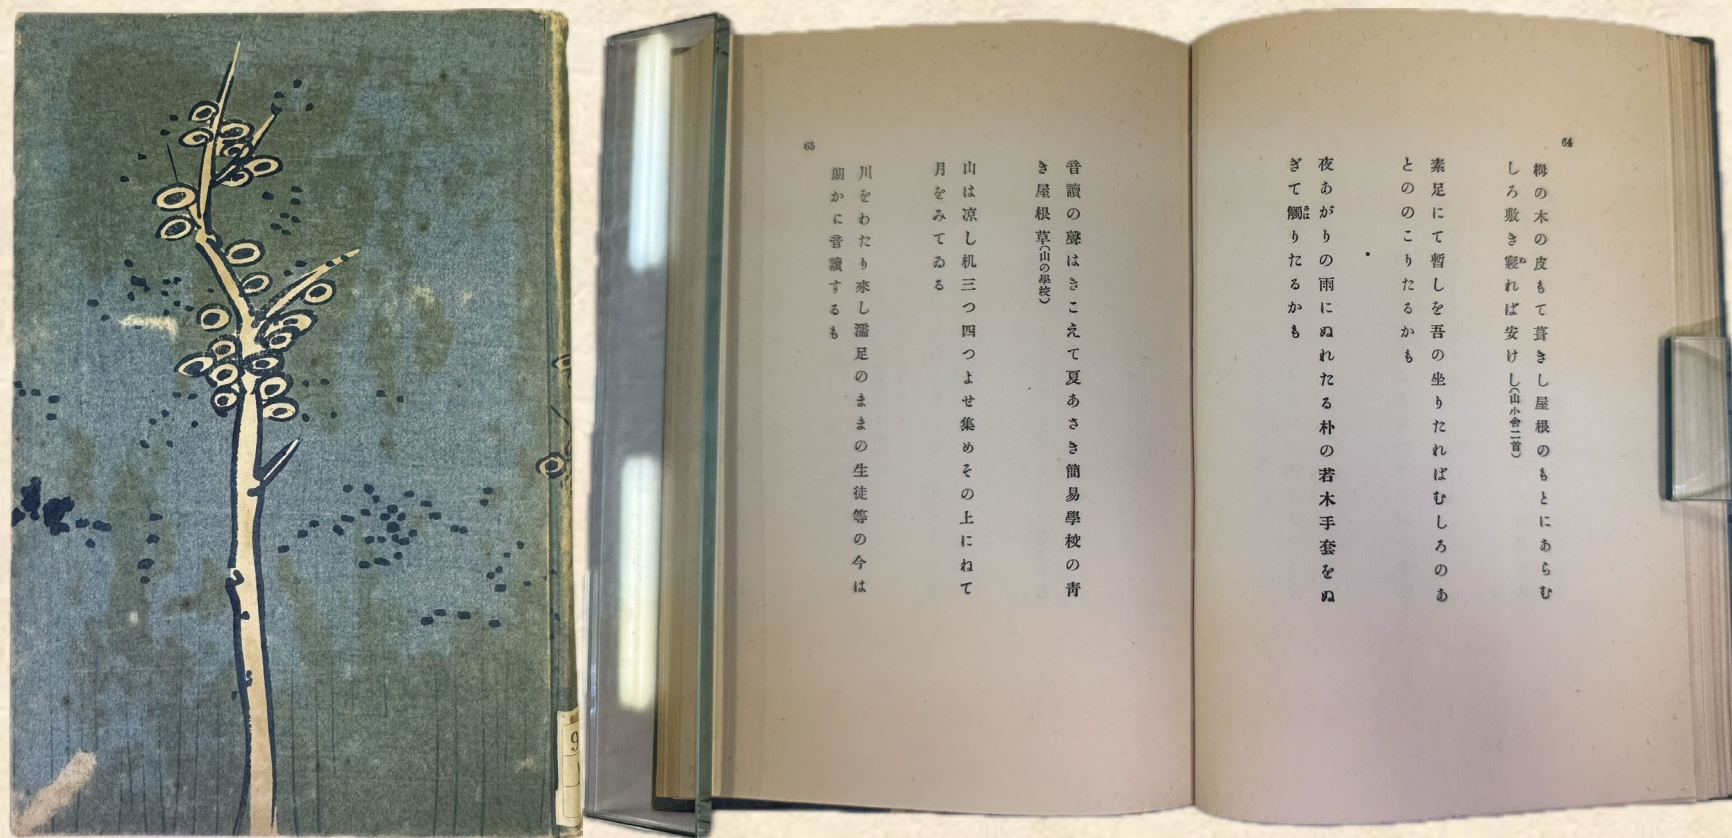 64
栂の木の皮もて葺きし屋根のもとにあらむ
しろ敷き寢れば安けし(山小舍二首)
ね
素足にて暫しを吾の坐りたればむしろのあ
とののこりたるかも
夜あがりの雨にぬれたる朴の若木手套をぬ
ぎて觸りたるかも
さは
音讀の聲はきこえて夏あさき簡易學校の靑
き屋根草(山の學校)
山は凉し机三つ四つよせ集めその上にねて
月をみてゐる
川をわたり來し濡足のままの生徒等の今は
朗かに音讀するも
65
9